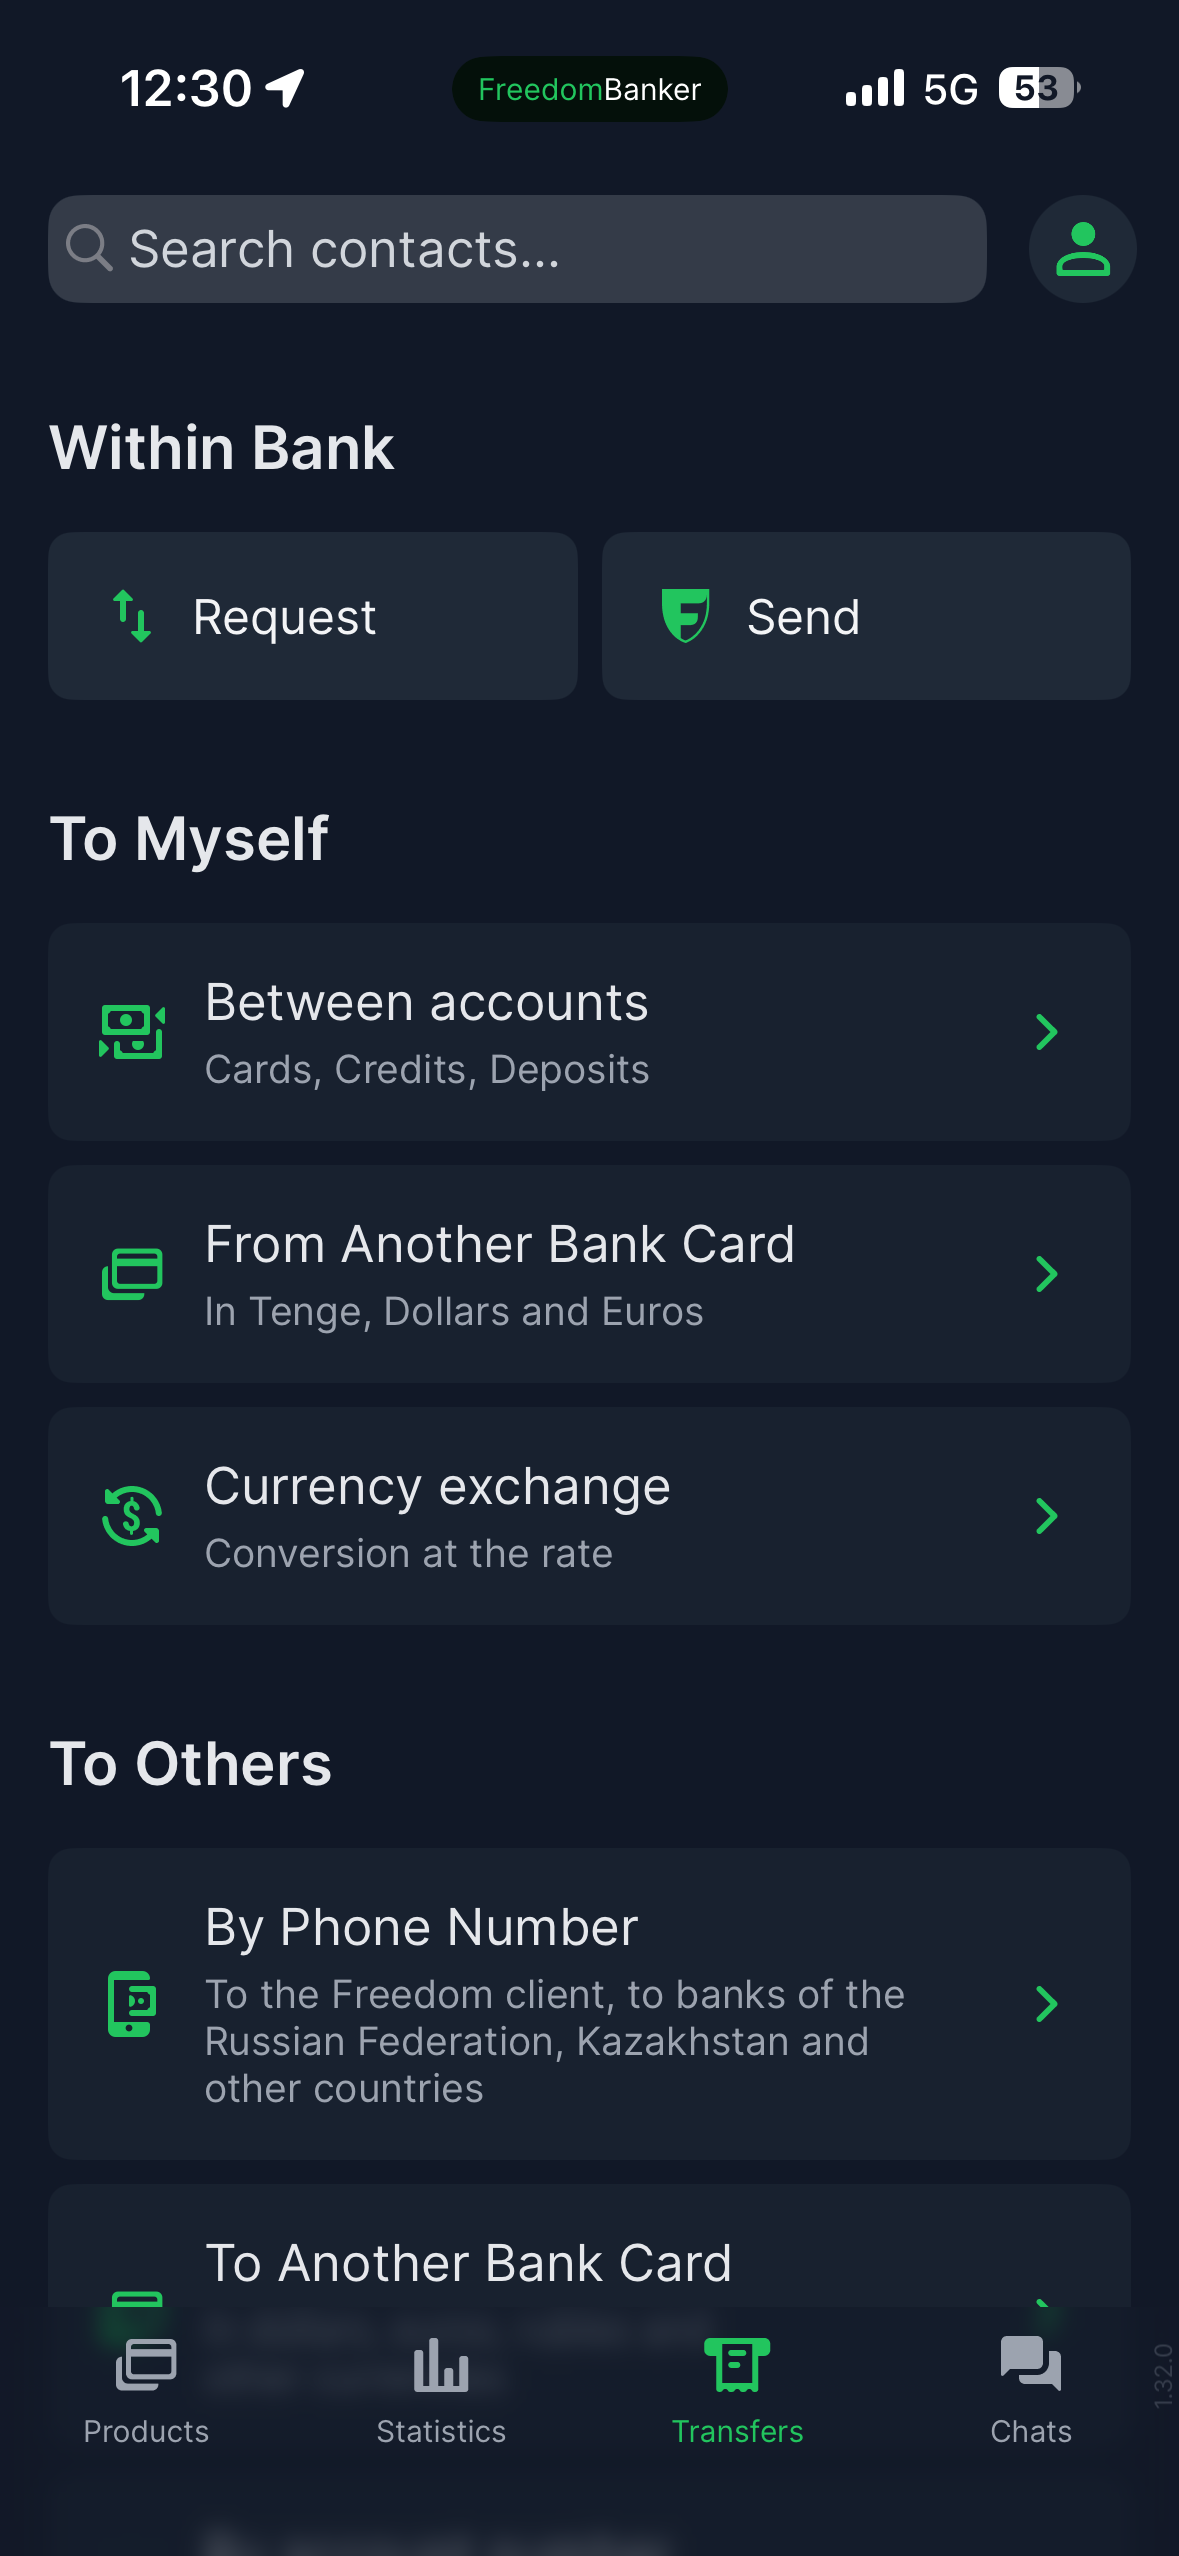 12:30
FreedomBanker
5G
53
Search contacts...
Within Bank
Request
Send
To Myself
Between accounts
Cards, Credits, Deposits
From Another Bank Card
In Tenge, Dollars and Euros
Currency exchange
Conversion at the rate
To Others
By Phone Number
To the Freedom client, to banks of the
Russian Federation, Kazakhstan and
other countries
To Another Bank Card
Products
Statistics
Transfers
Chats
1.32.0